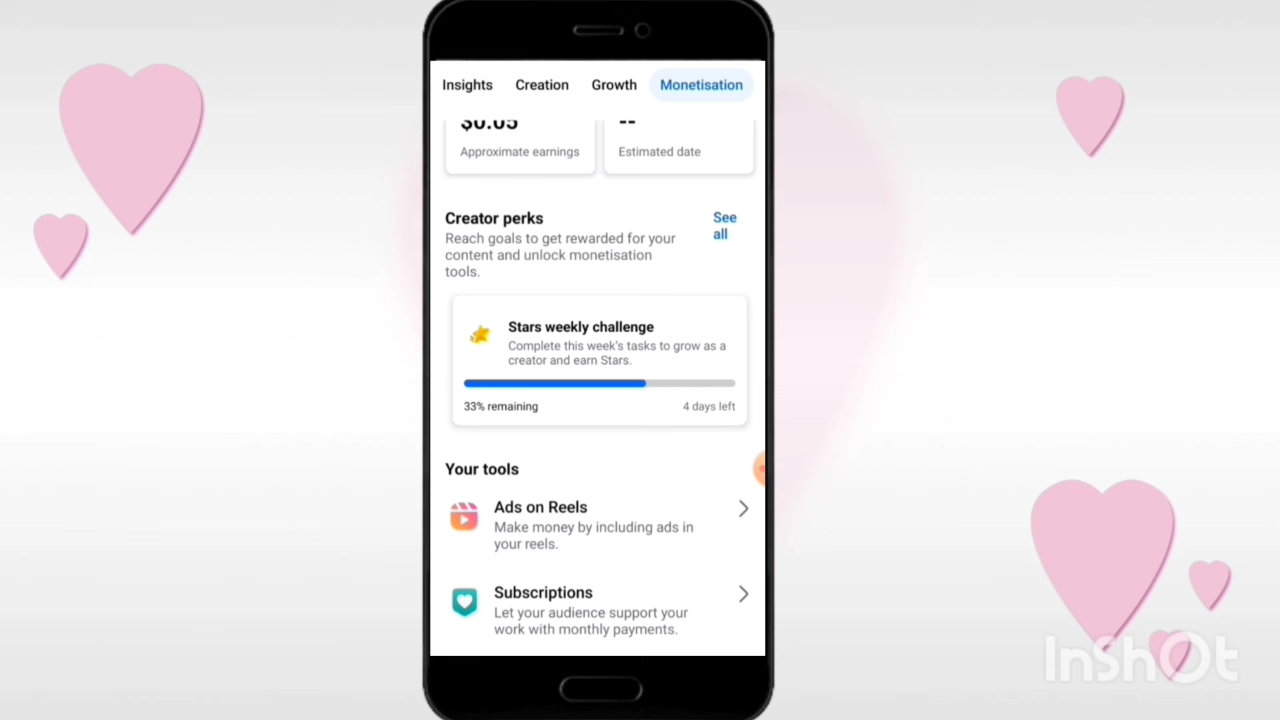 Insights Creation Growth Monetisation
$0.05 --
Approximate earnings Estimated date
Creator perks See
all
Reach goals to get rewarded for your
content and unlock monetisation
tools.
Stars weekly challenge
Complete this week's tasks to grow as a
creator and earn Stars.
33% remaining 4 days left
Your tools
Ads on Reels
Make money by including ads in
your reels.
Subscriptions
Let your audience support your
work with monthly payments.
InShOt